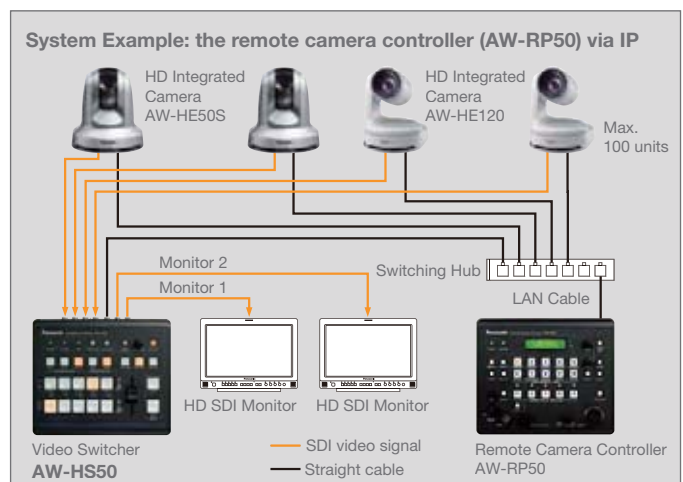 System Example: the remote camera controller (AW-RP50) via IP
HD Integrated
Camera
AW-HE50S
HD Integrated
Camera
AW-HE120
Max.
100 units
Switching Hub
LAN Cable
Monitor 2
Monitor 1
HD SDI Monitor
HD SDI Monitor
Video Switcher
AW-HS50
SDI video signal
Straight cable
Remote Camera Controller
AW-RP50